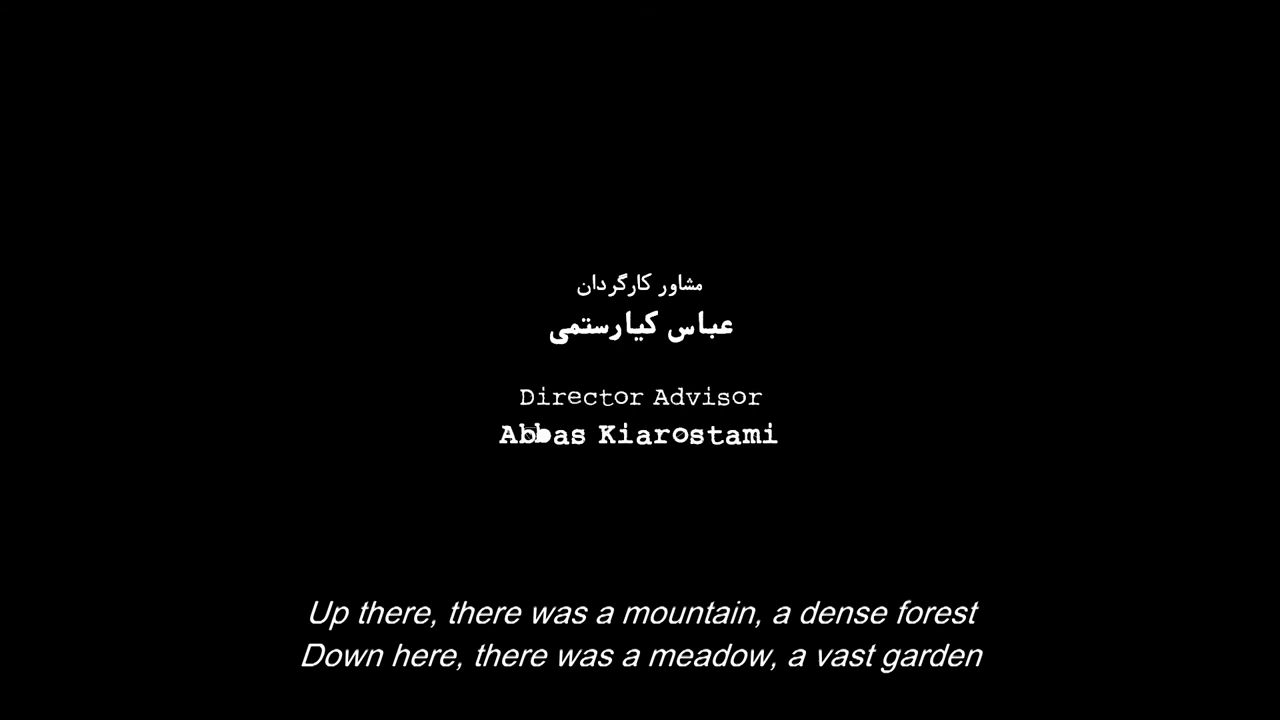 مشاور کارگردان
عباس کیارستمی
Director Advisor
Abbas Kiarostami
Up there, there was a mountain, a dense forest
Down here, there was a meadow, a vast garden